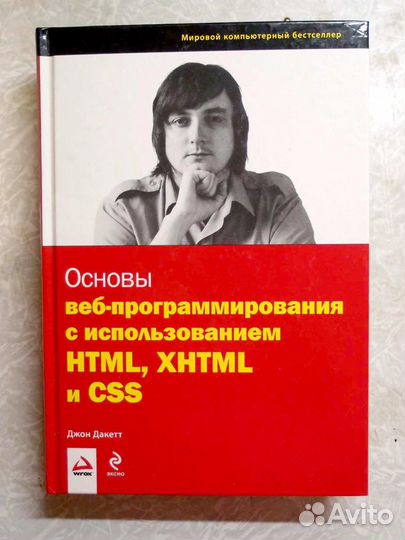 Мировой компьютерный бестселлер
Основы
веб-программирования
с использованием
HTML, XHTML
и CSS
Джон Дакетт
wrox
эксмо
Avito